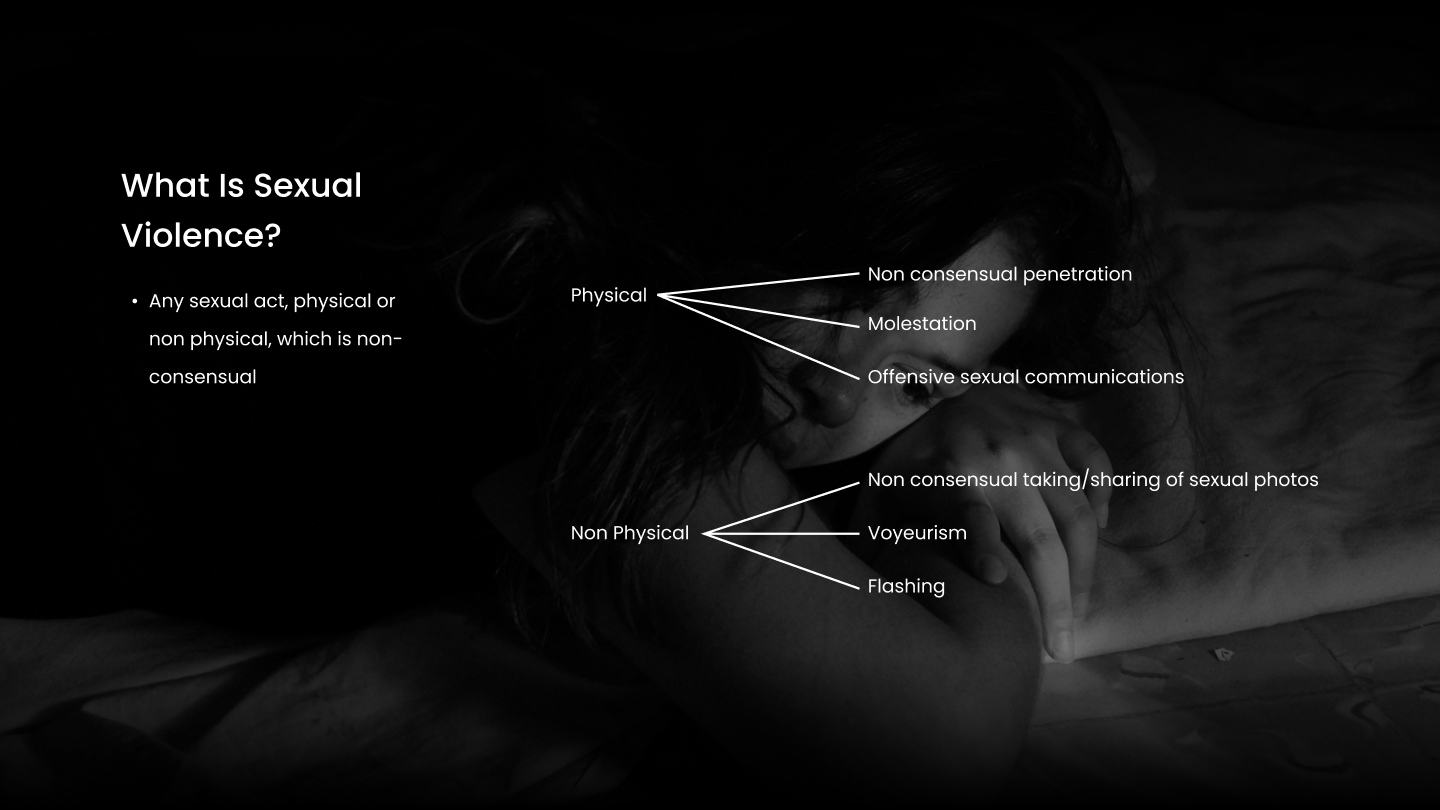 What Is Sexual
Violence?
• Any sexual act, physical or
non physical, which is non-
consensual
Physical
Non consensual penetration
Molestation
Offensive sexual communications
Non Physical
Non consensual taking/sharing of sexual photos
Voyeurism
Flashing